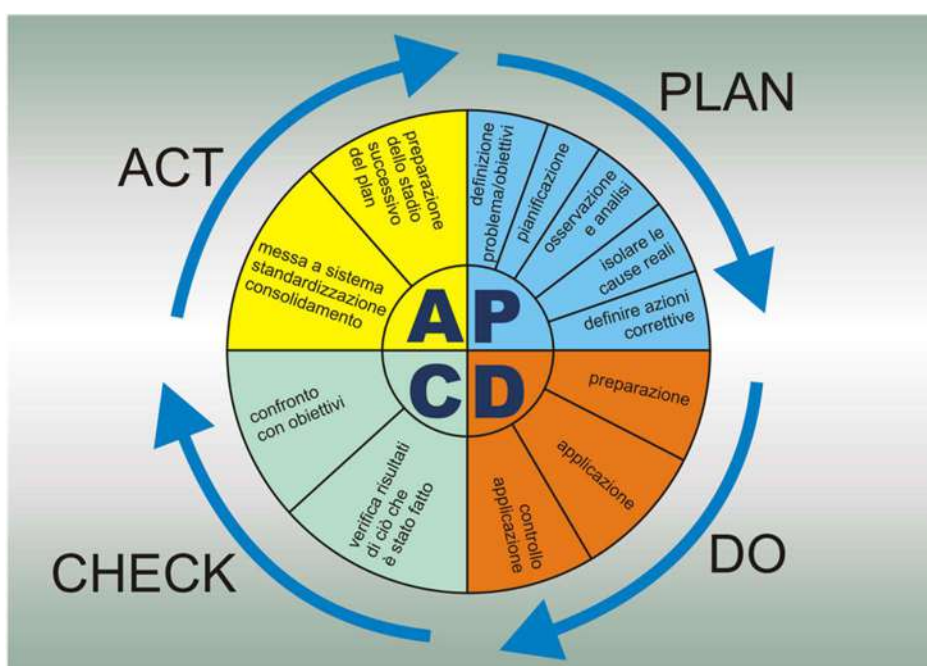 PLAN
definizione
problema/obiettivi
pianificazione
osservazione
e analisi
isolare le
cause reali
definire azioni
correttive
DO
preparazione
applicazione
controllo
applicazione
CHECK
verifica risultati
di ciò che
è stato fatto
confronto
con obiettivi
ACT
messa a sistema
standardizzazione
consolidamento
preparazione
dello stadio
successivo
del plan
A P
C D